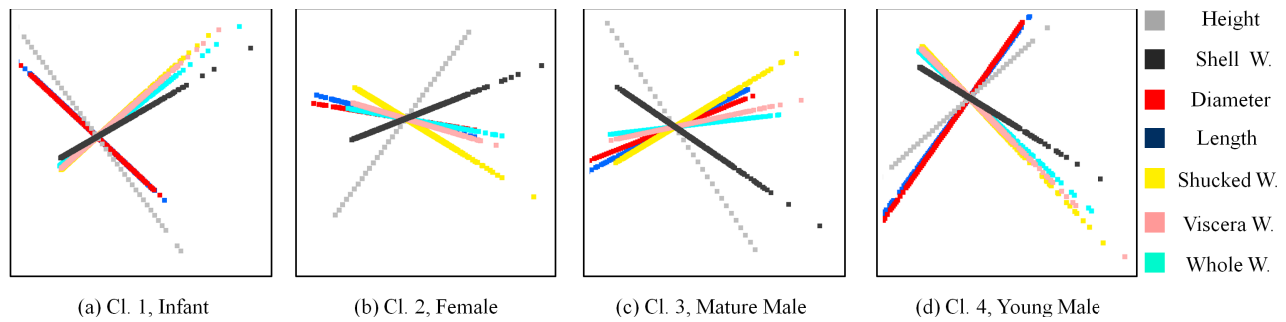 Height
Shell W.
Diameter
Length
Shucked W.
Viscera W.
Whole W.
(a) Cl. 1, Infant
(b) Cl. 2, Female
(c) Cl. 3, Mature Male
(d) Cl. 4, Young Male